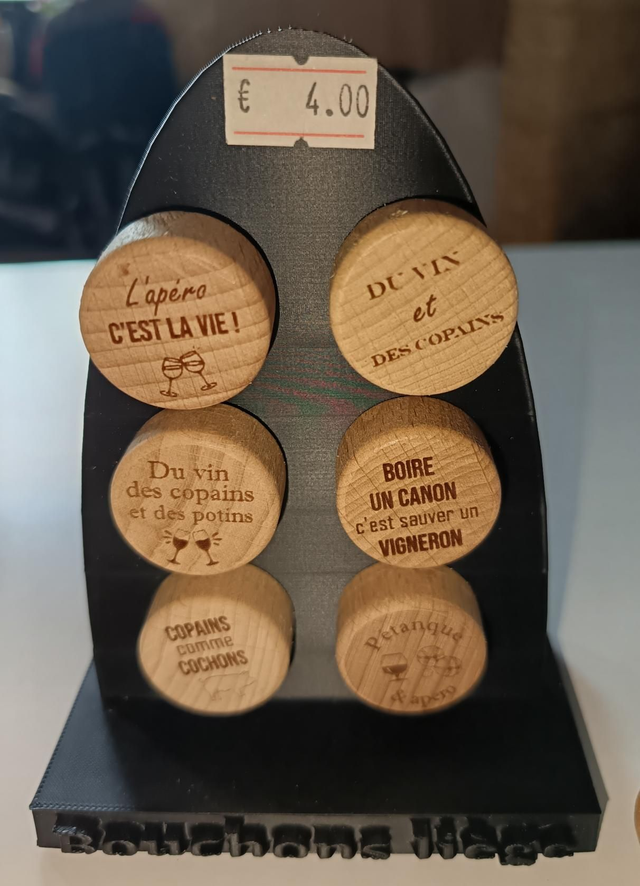 € 4.00
L'apéro
C'EST LA VIE !
DU VIN
et
DES COPAINS
Du vin
des copains
et des potins
BOIRE
UN CANON
c'est sauver un
VIGNERON
COPAINS
comme
COCHONS
Pétanque
& apéro
Bouchons liège